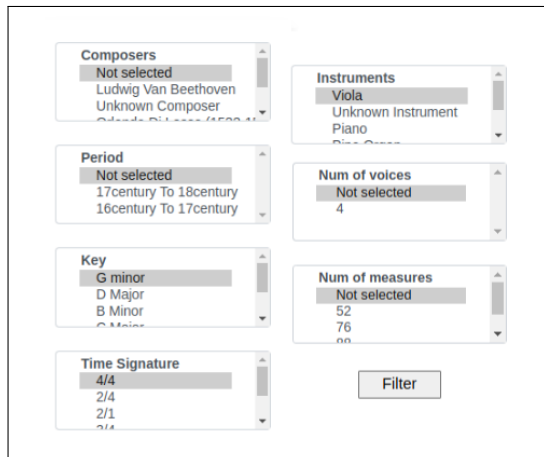 Composers
Not selected
Ludwig Van Beethoven
Unknown Composer
Period
Not selected
17century To 18century
16century To 17century
Key
G minor
D Major
B Minor
Time Signature
4/4
2/4
2/1
Instruments
Viola
Unknown Instrument
Piano
Num of voices
Not selected
4
Num of measures
Not selected
52
76
Filter